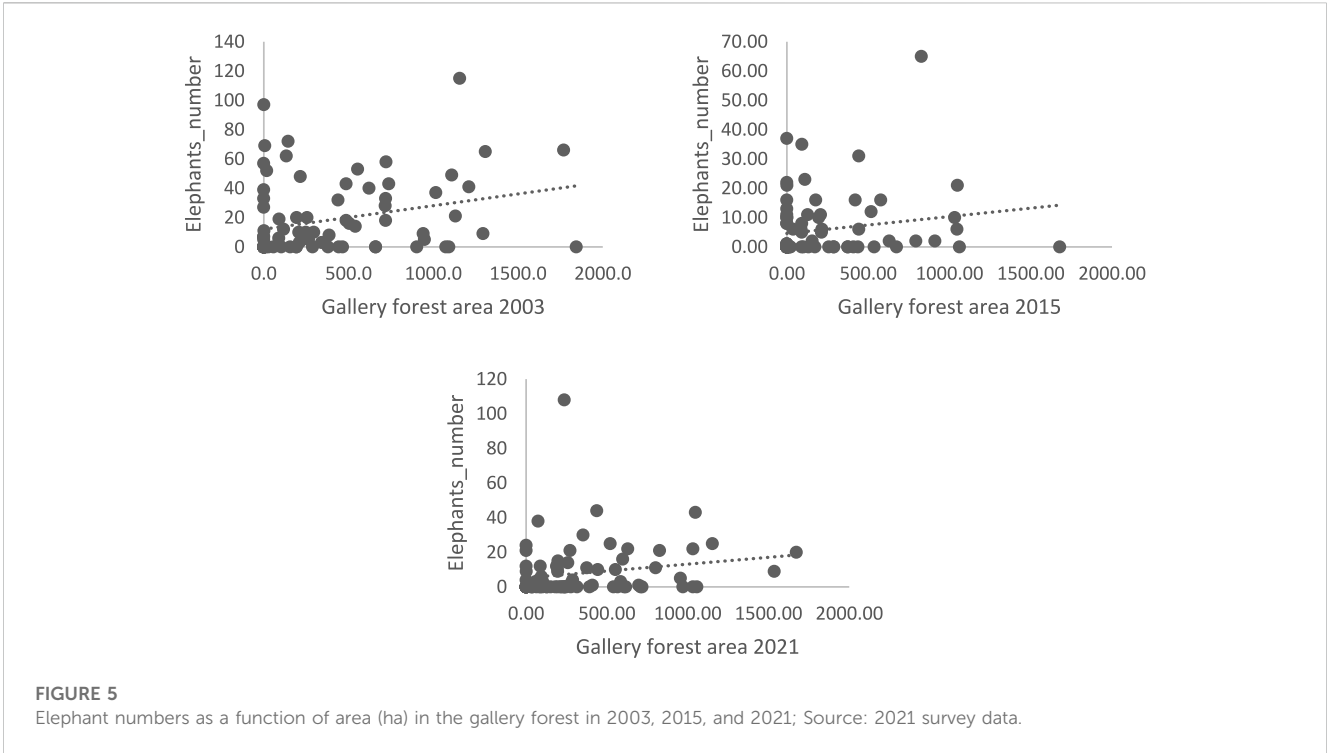 140
120
100
80
60
40
20
0
Elephants_number
0.0 500.0 1000.0 1500.0 2000.0
Gallery forest area 2003
70.00
60.00
50.00
40.00
30.00
20.00
10.00
0.00
Elephants_number
0.00 500.00 1000.00 1500.00 2000.00
Gallery forest area 2015
120
100
80
60
40
20
0
Elephants_number
0.00 500.00 1000.00 1500.00 2000.00
Gallery forest area 2021
FIGURE 5
Elephant numbers as a function of area (ha) in the gallery forest in 2003, 2015, and 2021; Source: 2021 survey data.